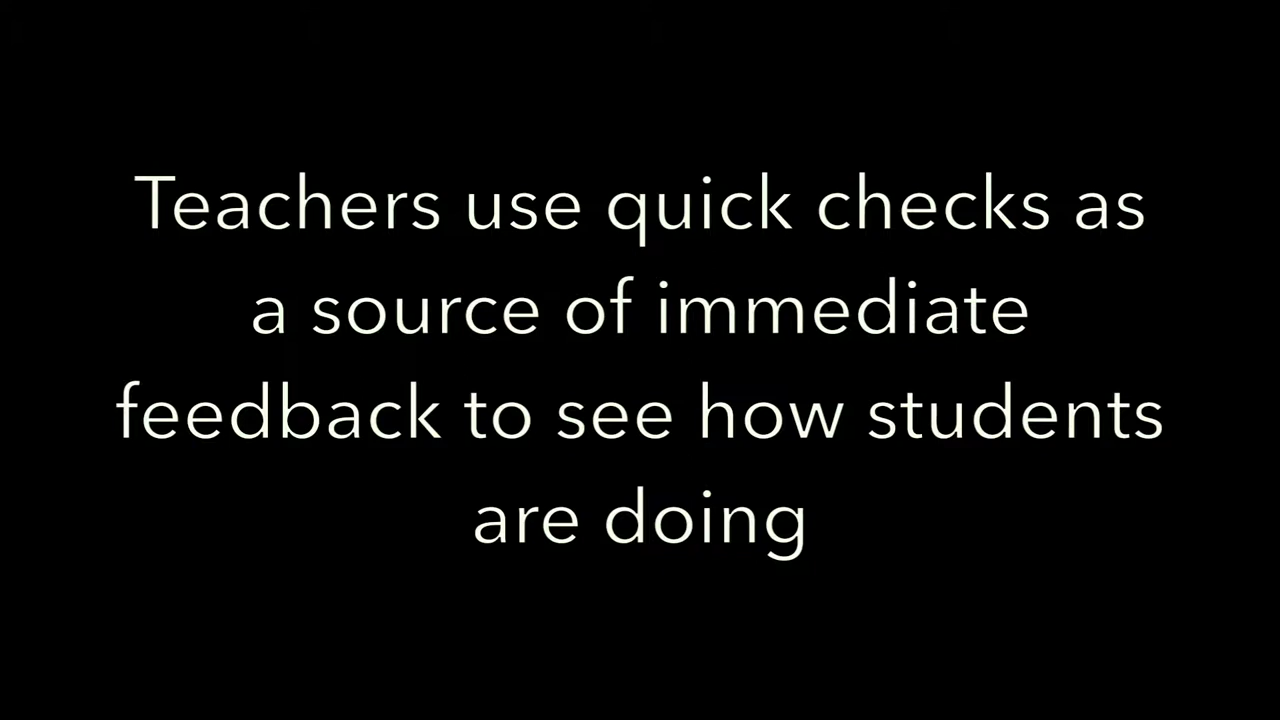 Teachers use quick checks as
a source of immediate
feedback to see how students
are doing